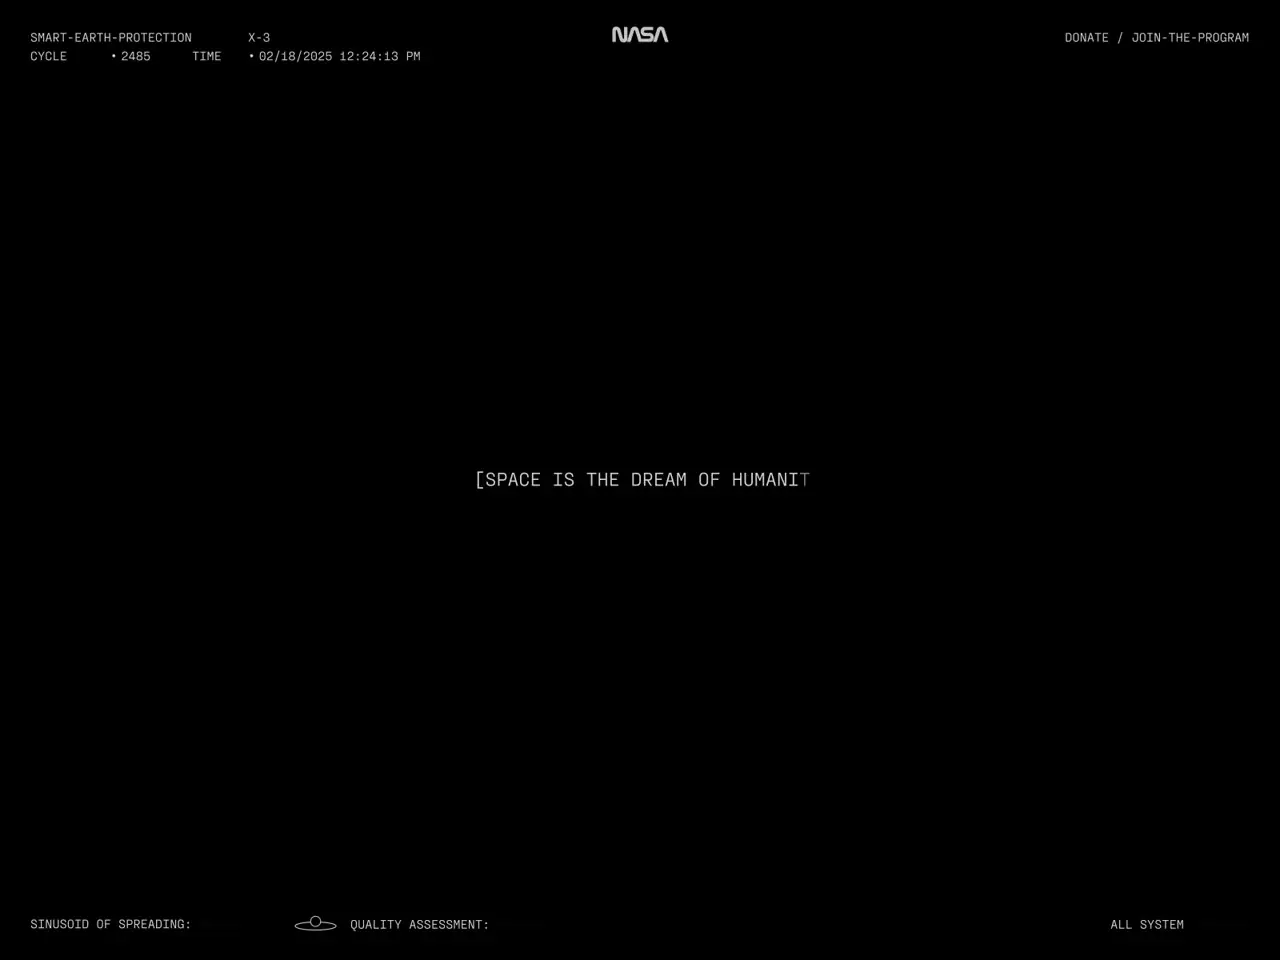 SMART-EARTH-PROTECTION X-3
CYCLE • 2485 TIME • 02/18/2025 12:24:13 PM
NASA
DONATE / JOIN-THE-PROGRAM
[SPACE IS THE DREAM OF HUMANIT
SINUSOID OF SPREADING:
QUALITY ASSESSMENT:
ALL SYSTEM